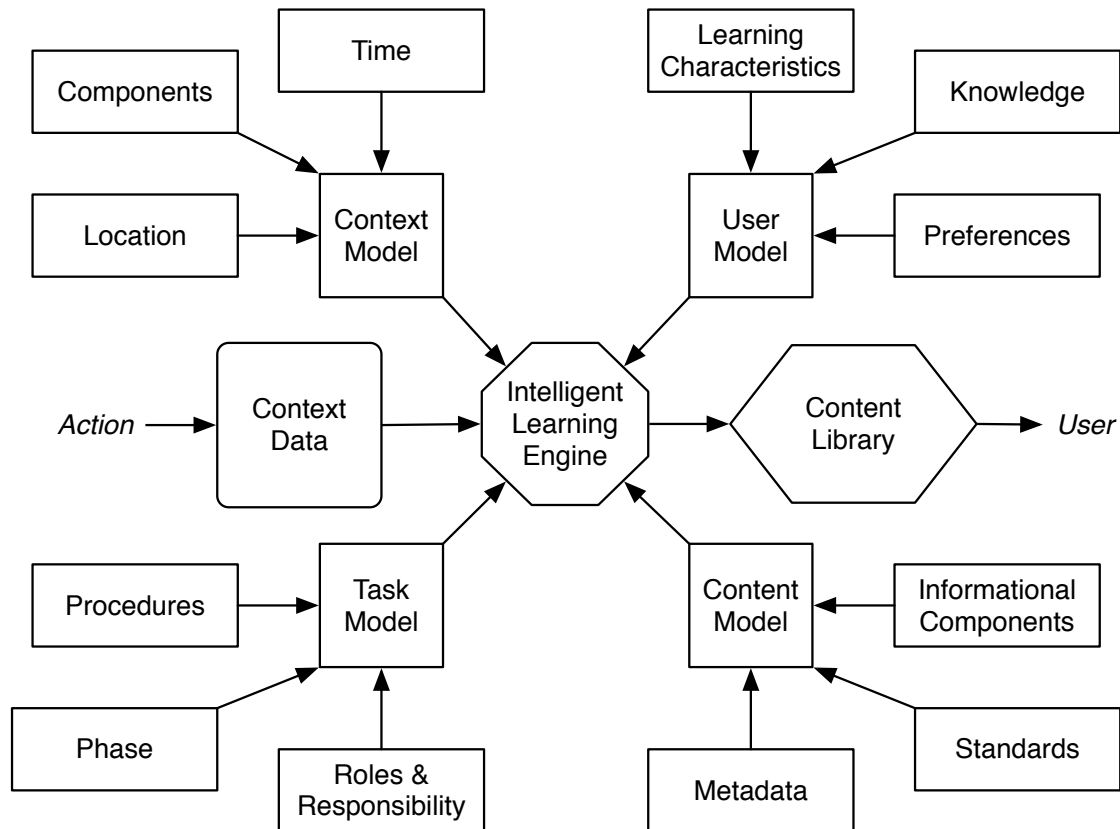 Time
Learning
Characteristics
Components
Knowledge
Location
Context
Model
User
Model
Preferences
Action
Context
Data
Intelligent
Learning
Engine
Content
Library
User
Procedures
Task
Model
Content
Model
Informational
Components
Phase
Roles &
Responsibility
Metadata
Standards